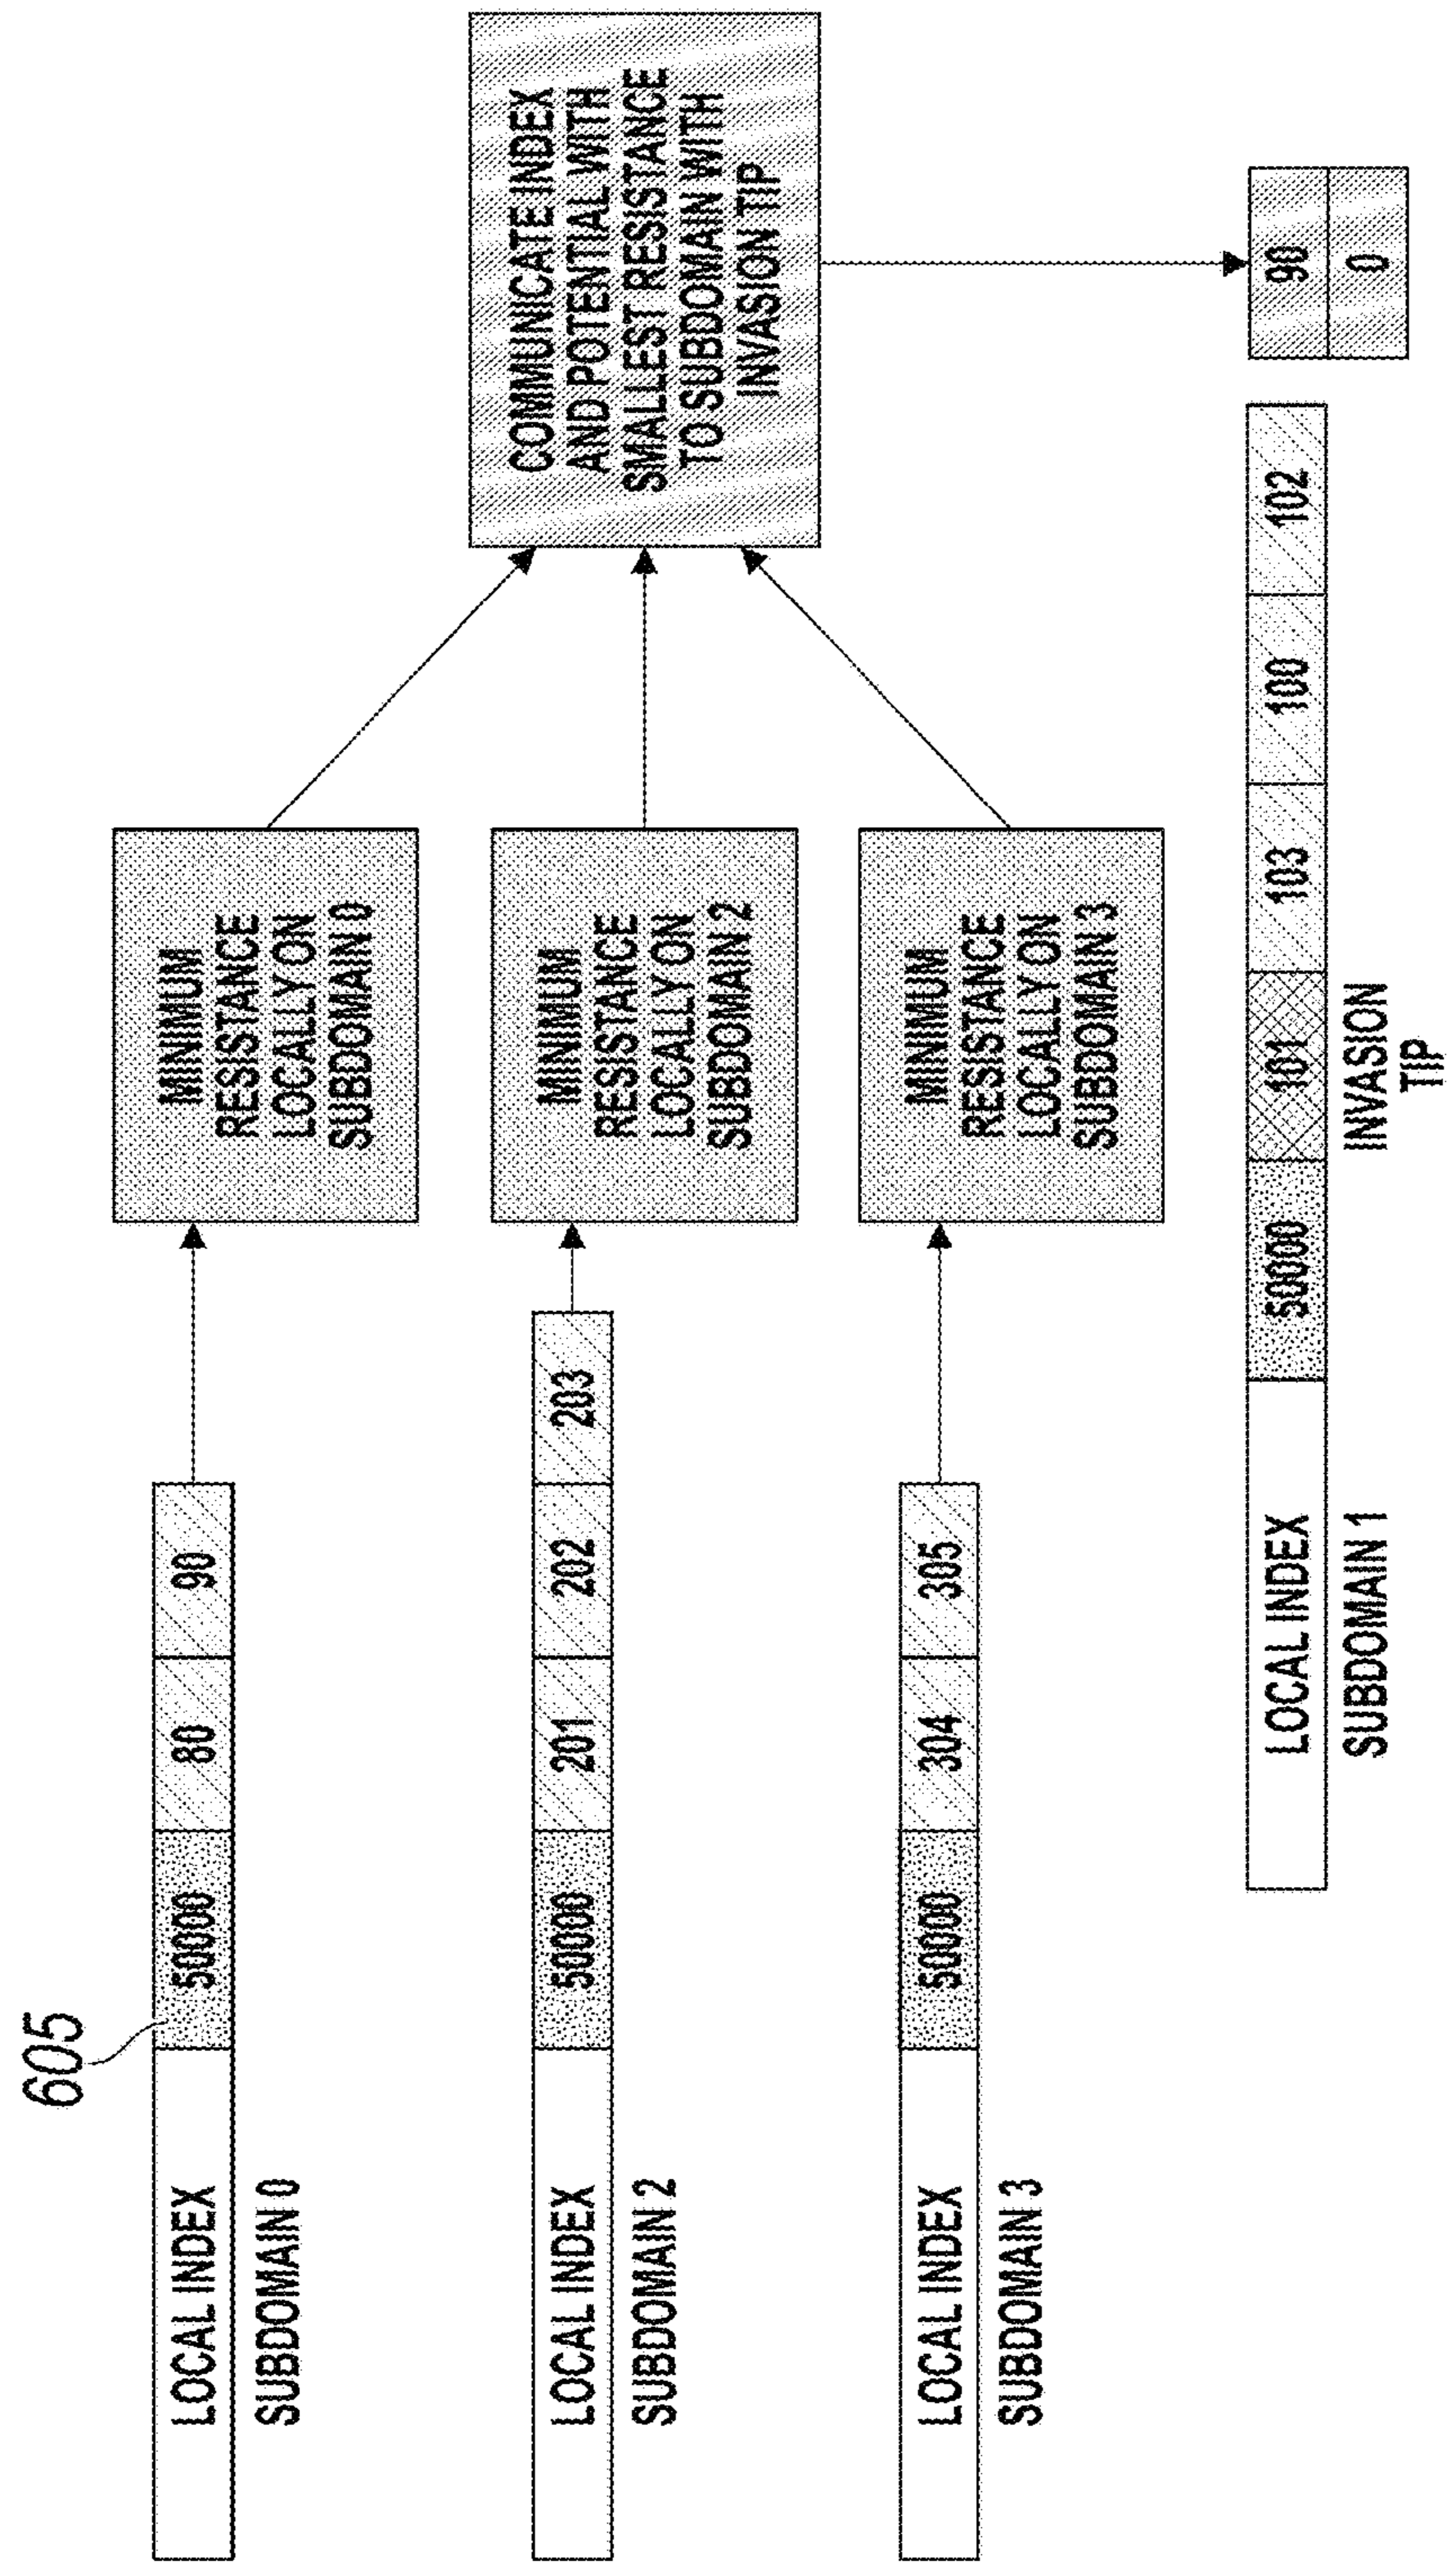 605
LOCAL INDEX 50000 80 90
SUBDOMAIN 0
MINIMUM
RESISTANCE
LOCALLY ON
SUBDOMAIN 0
LOCAL INDEX 50000 201 202 203
SUBDOMAIN 2
MINIMUM
RESISTANCE
LOCALLY ON
SUBDOMAIN 2
LOCAL INDEX 50000 304 305
SUBDOMAIN 3
MINIMUM
RESISTANCE
LOCALLY ON
SUBDOMAIN 3
COMMUNICATE INDEX
AND POTENTIAL WITH
SMALLEST RESISTANCE
TO SUBDOMAIN WITH
INVASION TIP
LOCAL INDEX 50000 101 103 100 102
SUBDOMAIN 1
INVASION
TIP
90
0